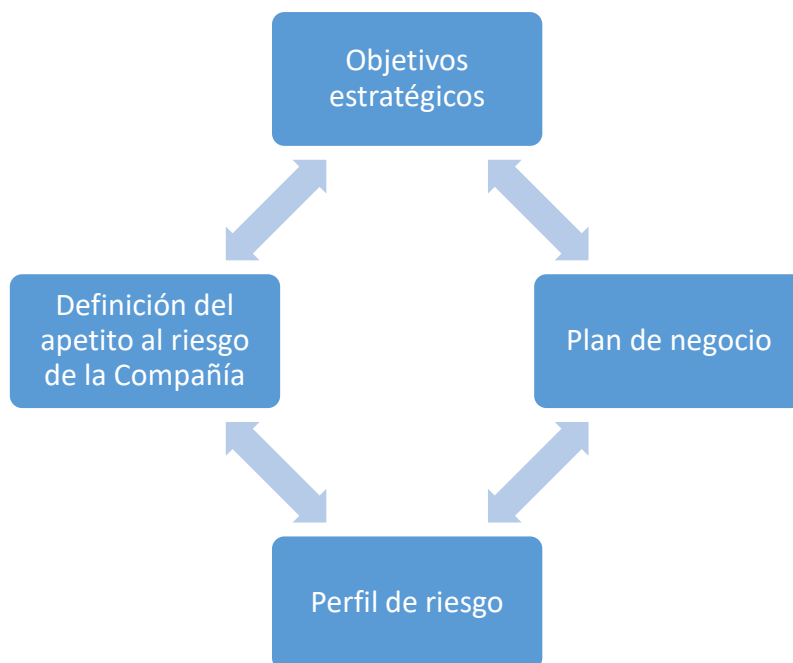 Objetivos
estratégicos
Definición del
apetito al riesgo
de la Compañía
Plan de negocio
Perfil de riesgo